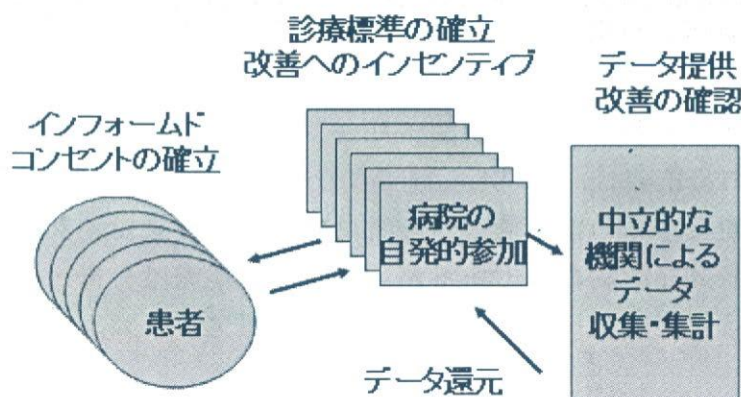 診療標準の確立
改善へのインセンティブ
データ提供
改善の確認
インフォームド
コンセントの確立
病院の
自発的参加
中立的な
機関による
データ
収集・集計
患者
データ還元